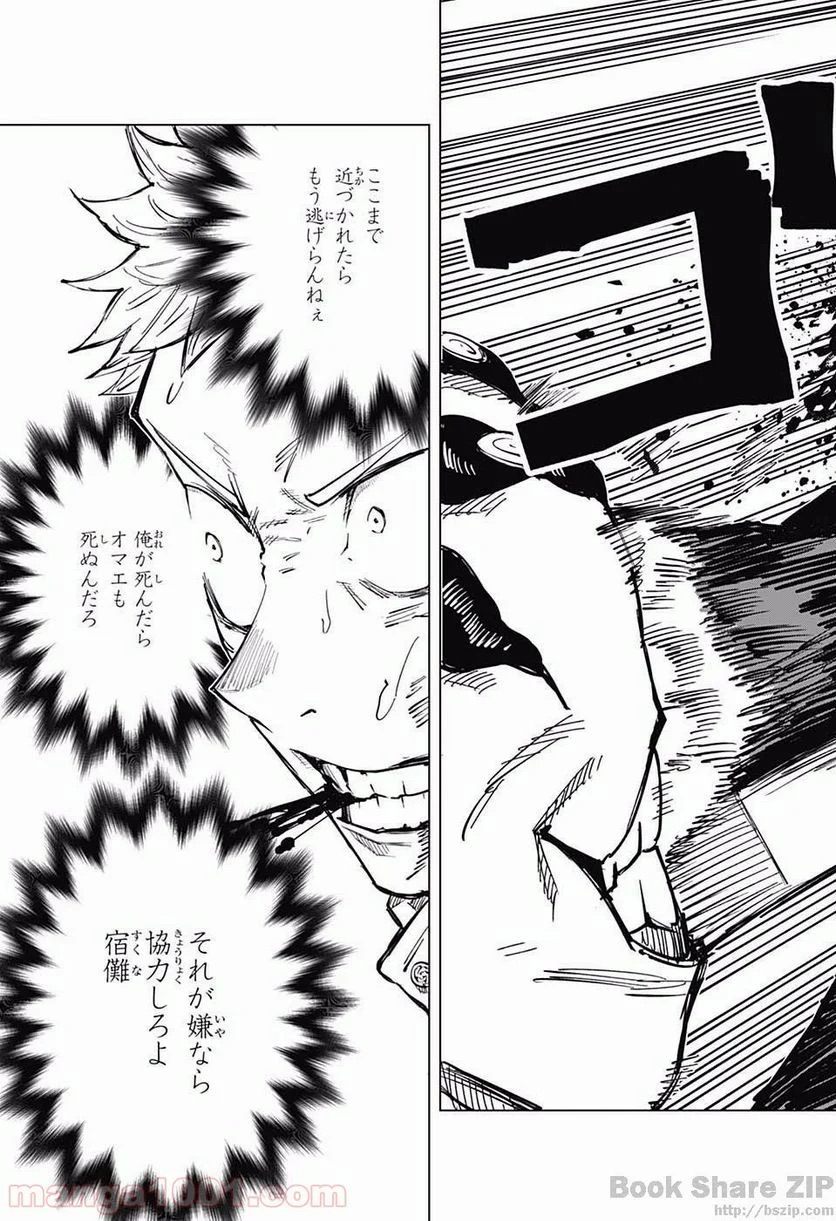 コ
ここまで
近づかれたら
もう逃げらんねぇ
俺が死んだら
オマエも
死ぬんだろ
それが嫌なら
協力しろよ
宿儺
manga1001.com
Book Share ZIP
http://bszip.com